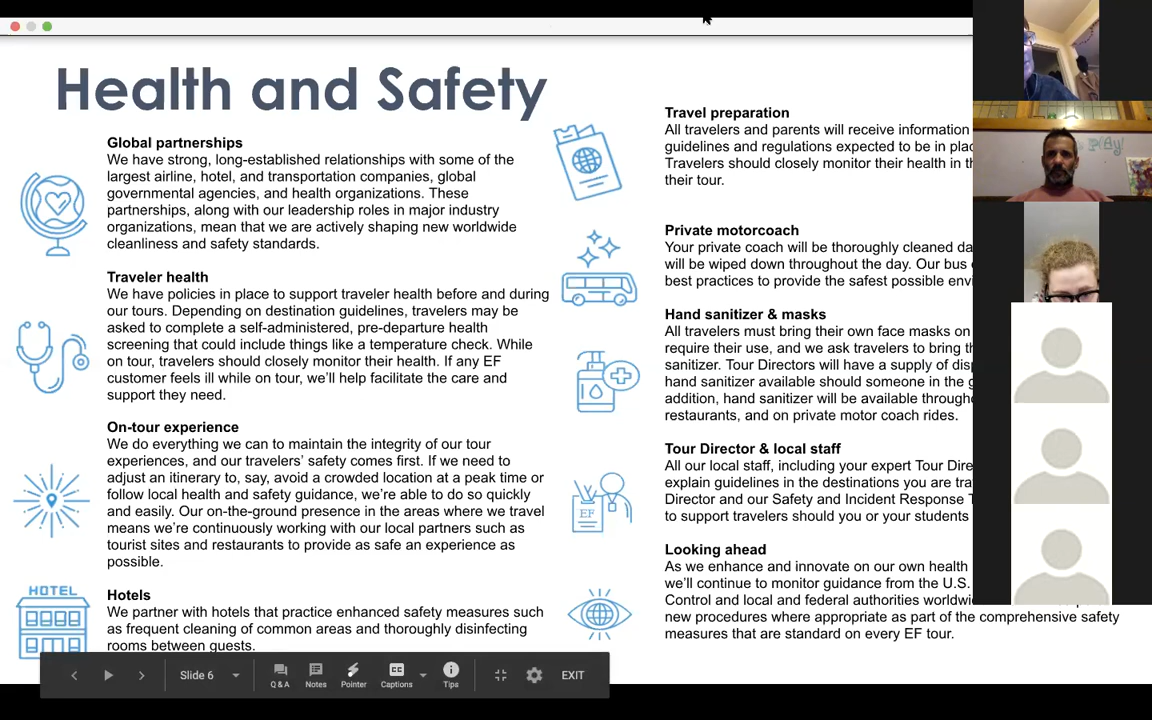 Health and Safety
Global partnerships
We have strong, long-established relationships with some of the
largest airline, hotel, and transportation companies, global
governmental agencies, and health organizations. These
partnerships, along with our leadership roles in major industry
organizations, mean that we are actively shaping new worldwide
cleanliness and safety standards.
Traveler health
We have policies in place to support traveler health before and during
our tours. Depending on destination guidelines, travelers may be
asked to complete a self-administered, pre-departure health
screening that could include things like a temperature check. While
on tour, travelers should closely monitor their health. If any EF
customer feels ill while on tour, we'll help facilitate the care and
support they need.
On-tour experience
We do everything we can to maintain the integrity of our tour
experiences, and our travelers' safety comes first. If we need to
adjust an itinerary to, say, avoid a crowded location at a peak time or
follow local health and safety guidance, we're able to do so quickly
and easily. Our on-the-ground presence in the areas where we travel
means we're continuously working with our local partners such as
tourist sites and restaurants to provide as safe an experience as
possible.
HOTEL
Hotels
We partner with hotels that practice enhanced safety measures such
as frequent cleaning of common areas and thoroughly disinfecting
rooms between guests.
Travel preparation
All travelers and parents will receive information
guidelines and regulations expected to be in
Travelers should closely monitor their health in
their tour.
Private motorcoach
Your private coach will be thoroughly cleaned
will be wiped down throughout the day. Our bus
best practices to provide the safest possible
Hand sanitizer & masks
All travelers must bring their own face masks on
require their use, and we ask travelers to bring
sanitizer. Tour Directors will have a supply of
hand sanitizer available should someone in the
addition, hand sanitizer will be available
restaurants, and on private motor coach rides.
EF
Tour Director & local staff
All our local staff, including your expert Tour
explain guidelines in the destinations you are
Director and our Safety and Incident Response
to support travelers should you or your students
Looking ahead
As we enhance and innovate on our own health
we'll continue to monitor guidance from the U.S.
Control and local and federal authorities
new procedures where appropriate as part of the comprehensive safety
measures that are standard on every EF tour.
Slide 6
Q & A
Notes
Pointer
CC
Captions
Tips
EXIT